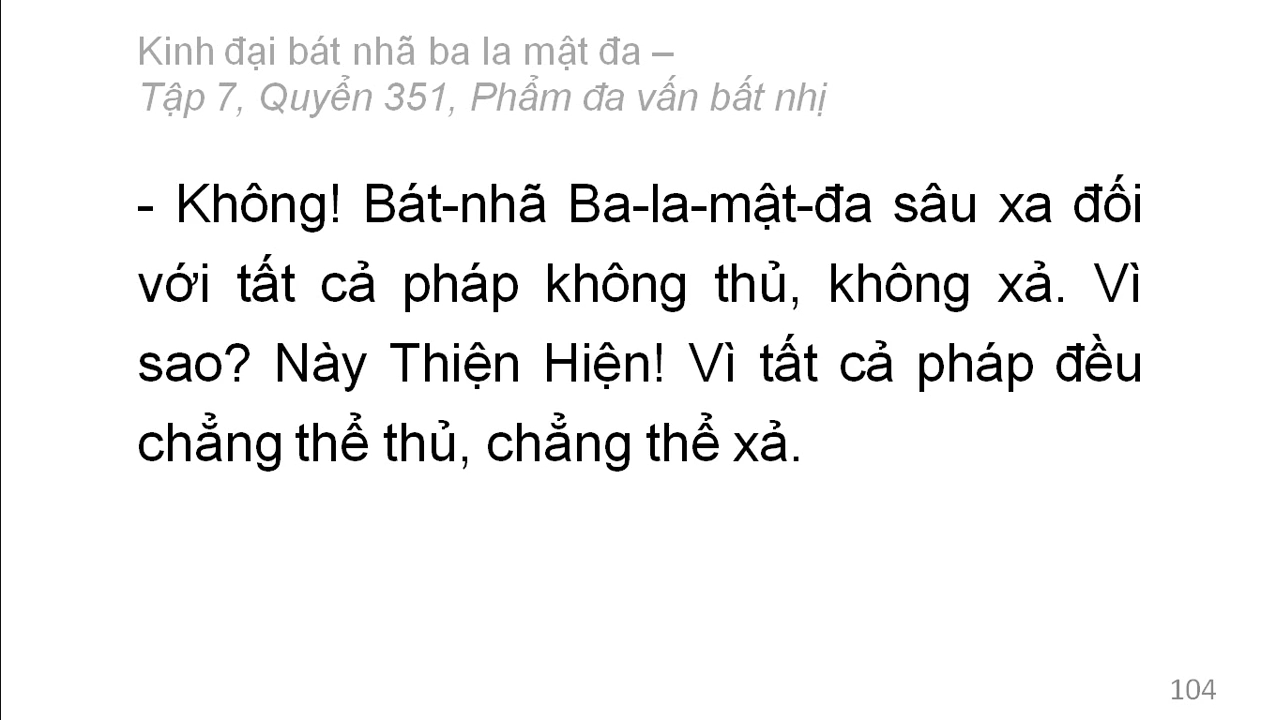 Kinh đại bát nhã ba la mật đa –
Tập 7, Quyển 351, Phẩm đa vấn bất nhị
- Không! Bát-nhã Ba-la-mật-đa sâu xa đối
với tất cả pháp không thủ, không xả. Vì
sao? Này Thiện Hiện! Vì tất cả pháp đều
chẳng thể thủ, chẳng thể xả.
104